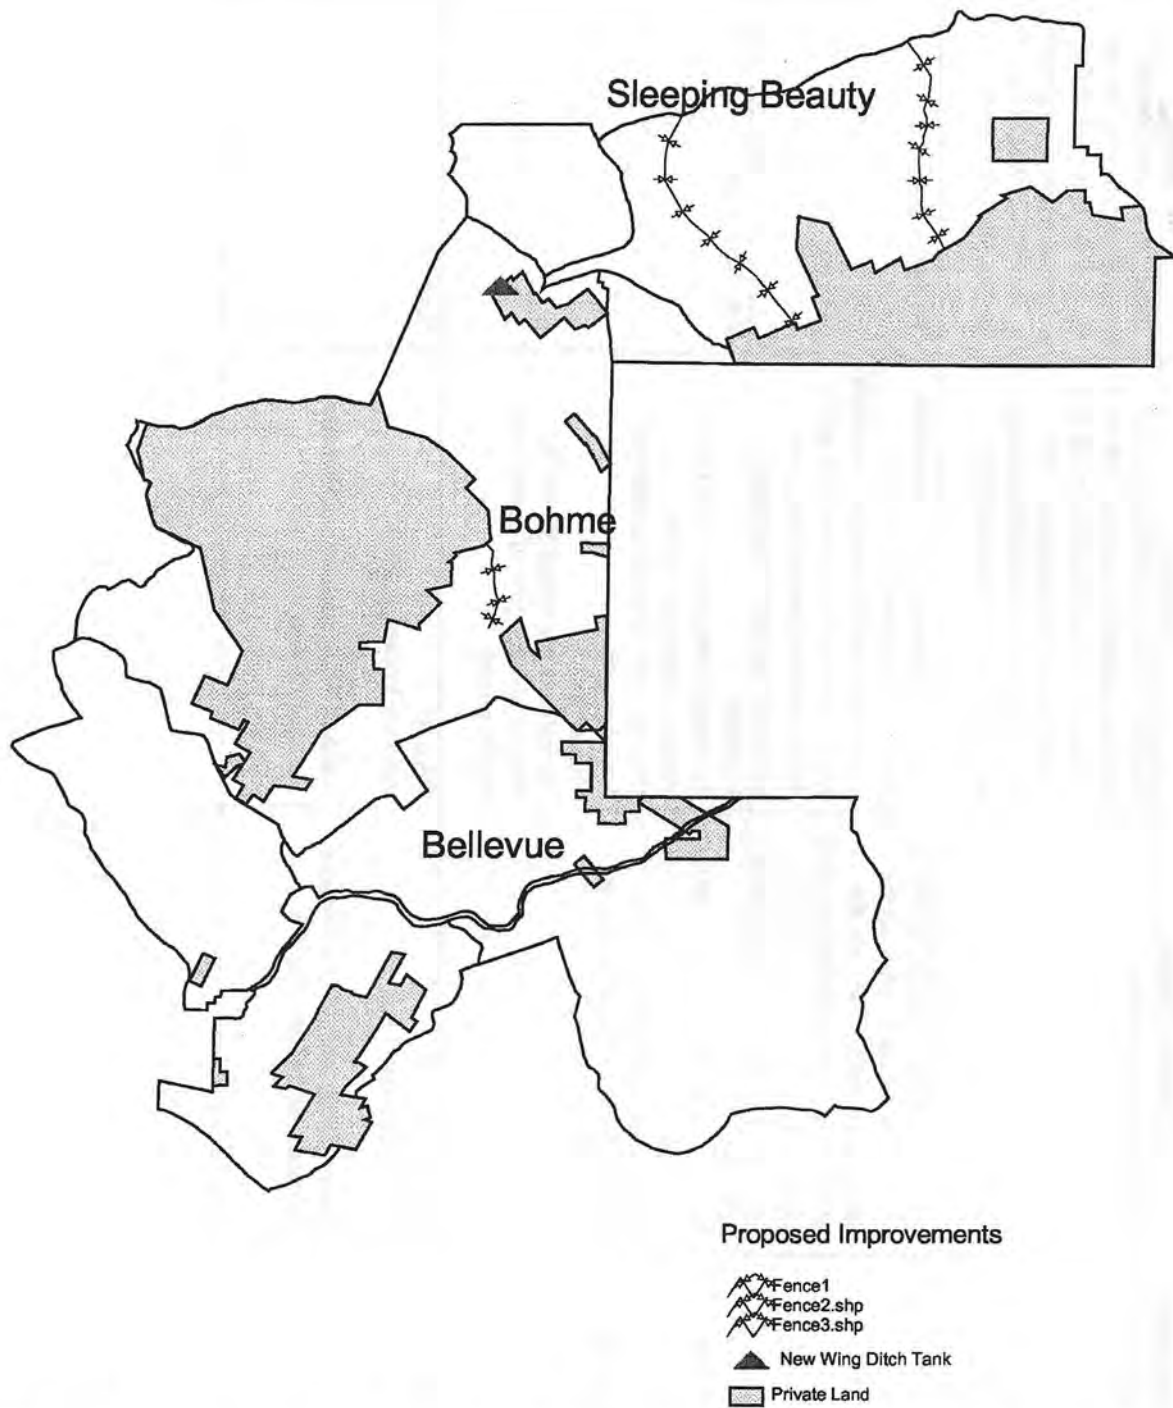 Sleeping Beauty
Bohme
Bellevue
Proposed Improvements
Fence1
Fence2.shp
Fence3.shp
New Wing Ditch Tank
Private Land